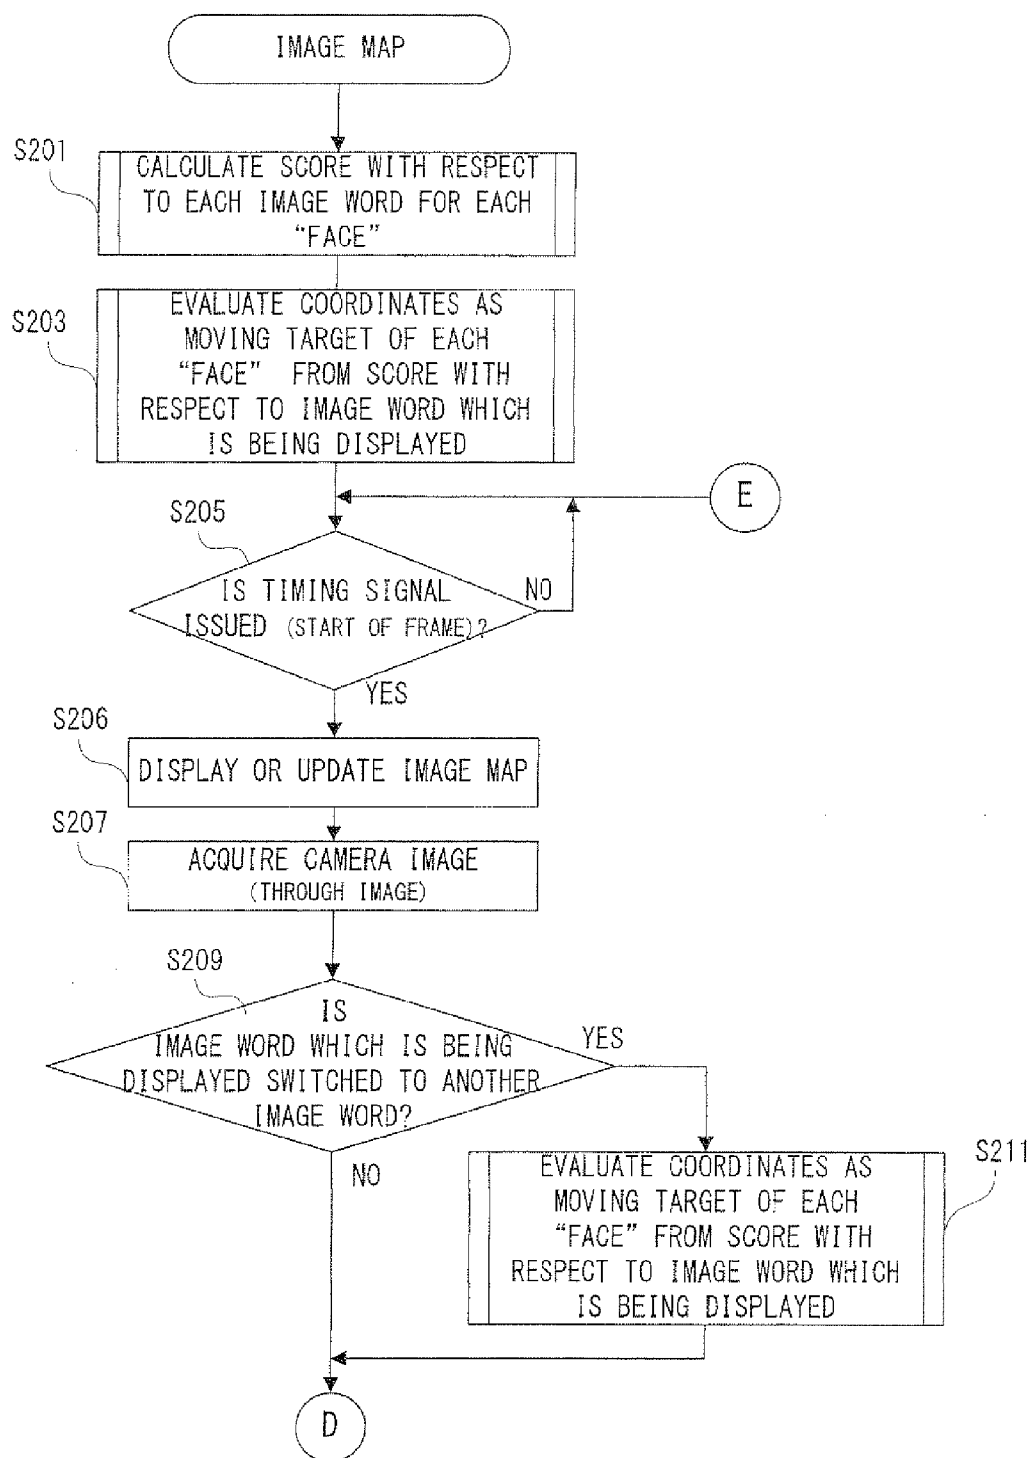 IMAGE MAP
S201
CALCULATE SCORE WITH RESPECT
TO EACH IMAGE WORD FOR EACH
“FACE”
S203
EVALUATE COORDINATES AS
MOVING TARGET OF EACH
“FACE” FROM SCORE WITH
RESPECT TO IMAGE WORD WHICH
IS BEING DISPLAYED
E
S205
IS TIMING SIGNAL
ISSUED (START OF FRAME)?
NO
YES
S206
DISPLAY OR UPDATE IMAGE MAP
S207
ACQUIRE CAMERA IMAGE
(THROUGH IMAGE)
S209
IS
IMAGE WORD WHICH IS BEING
DISPLAYED SWITCHED TO ANOTHER
IMAGE WORD?
YES
NO
S211
EVALUATE COORDINATES AS
MOVING TARGET OF EACH
“FACE” FROM SCORE WITH
RESPECT TO IMAGE WORD WHICH
IS BEING DISPLAYED
D